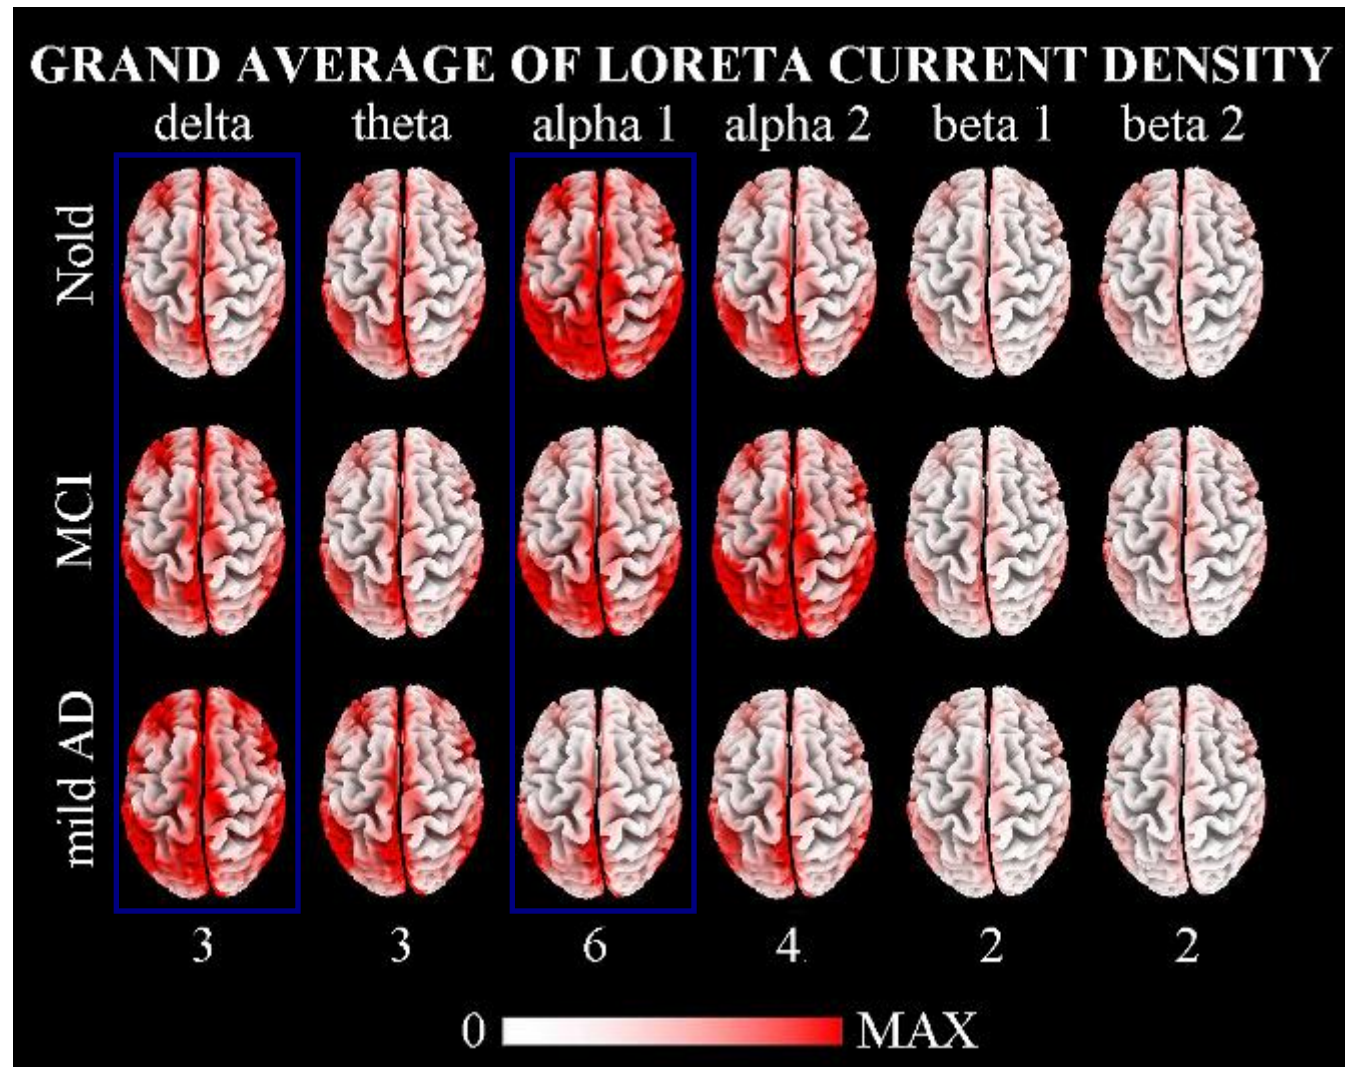 GRAND AVERAGE OF LORETA CURRENT DENSITY
delta theta alpha 1 alpha 2 beta 1 beta 2
Nold
MCI
mild AD
3 3 6 4 2 2
0 MAX